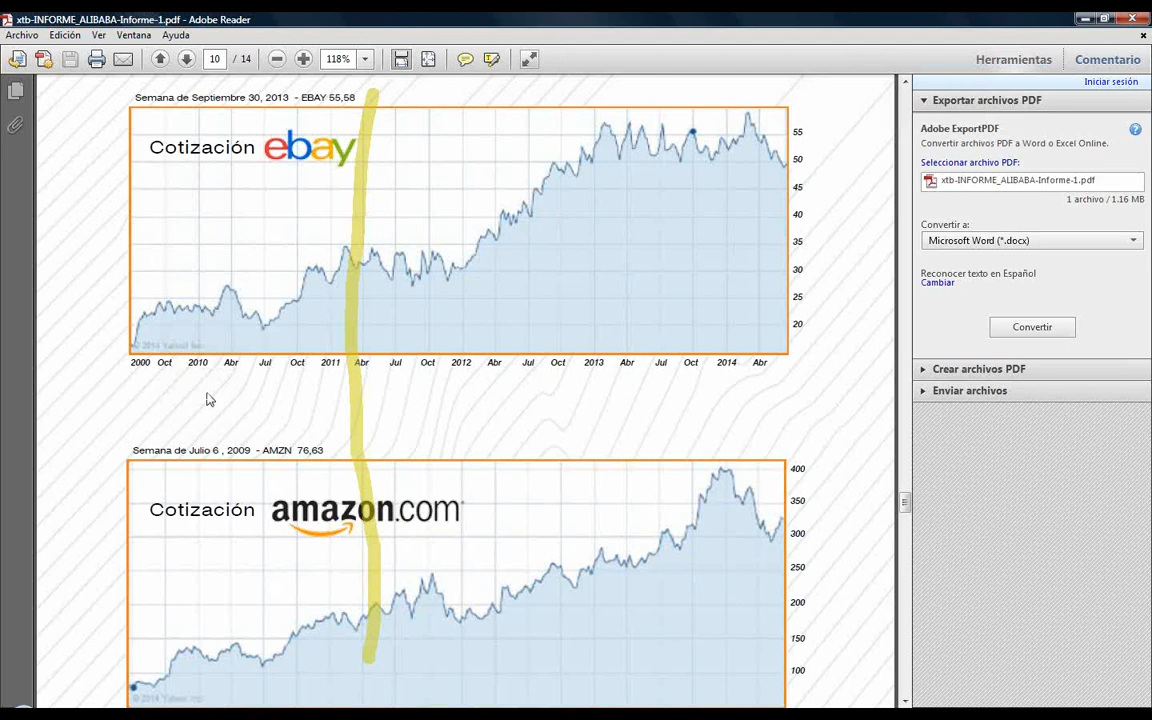 xtb-INFORME_ALIBABA-Informe-1.pdf - Adobe Reader
Archivo Edición Ver Ventana Ayuda
10 / 14 118% Herramientas Comentario
Iniciar sesión
Exportar archivos PDF
Adobe ExportPDF
Convertir archivos PDF a Word o Excel Online.
Seleccionar archivo PDF:
xtb-INFORME_ALIBABA-Informe-1.pdf
1 archivo / 1.16 MB
Convertir a:
Microsoft Word (*.docx)
Reconocer texto en Español
Cambiar
Convertir
Crear archivos PDF
Enviar archivos
Semana de Septiembre 30, 2013 - EBAY 55,58
Cotización ebay
55
50
45
40
35
30
25
20
© 2014 Yahoo! Inc.
2000 Oct 2010 Abr Jul Oct 2011 Abr Jul Oct 2012 Abr Jul Oct 2013 Abr Jul Oct 2014 Abr
Semana de Julio 6 , 2009 - AMZN 76,63
Cotización amazon.com
400
350
300
250
200
150
100
© 2014 Yahoo! Inc.